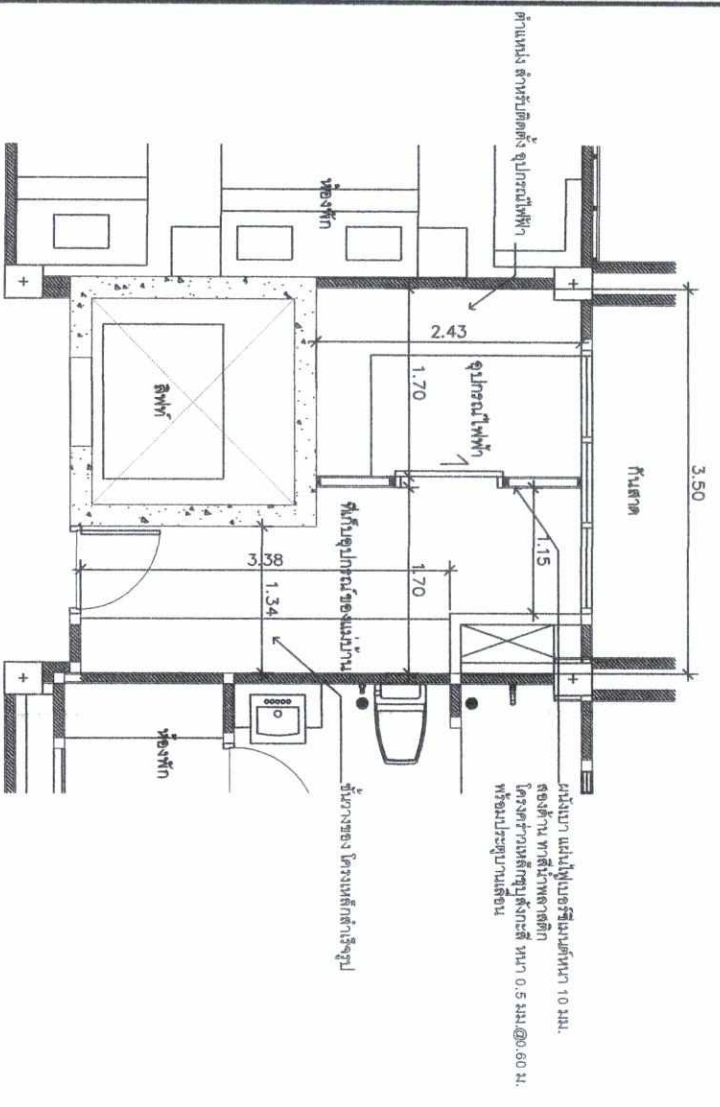 ตำแหน่ง สำหรับติดตั้ง อุปกรณ์ไฟฟ้า
ห้องพัก
3.50
กันสาด
2.43
1.70
อุปกรณ์ไฟฟ้า
ลิฟท์
1.15
1.70
ที่เก็บอุปกรณ์ของแม่บ้าน
3.38
1.34
ห้องพัก
ผนังเบา แผ่นไฟเบอร์ซีเมนต์หนา 10 มม.
สองด้าน ทาสีน้ำพลาสติก
โครงคร่าวเหล็กชุบสังกะสี หนา 0.5 มม.@0.60 ม.
พร้อมประตูบานเลื่อน
ชั้นวางของ โครงเหล็กสำเร็จรูป